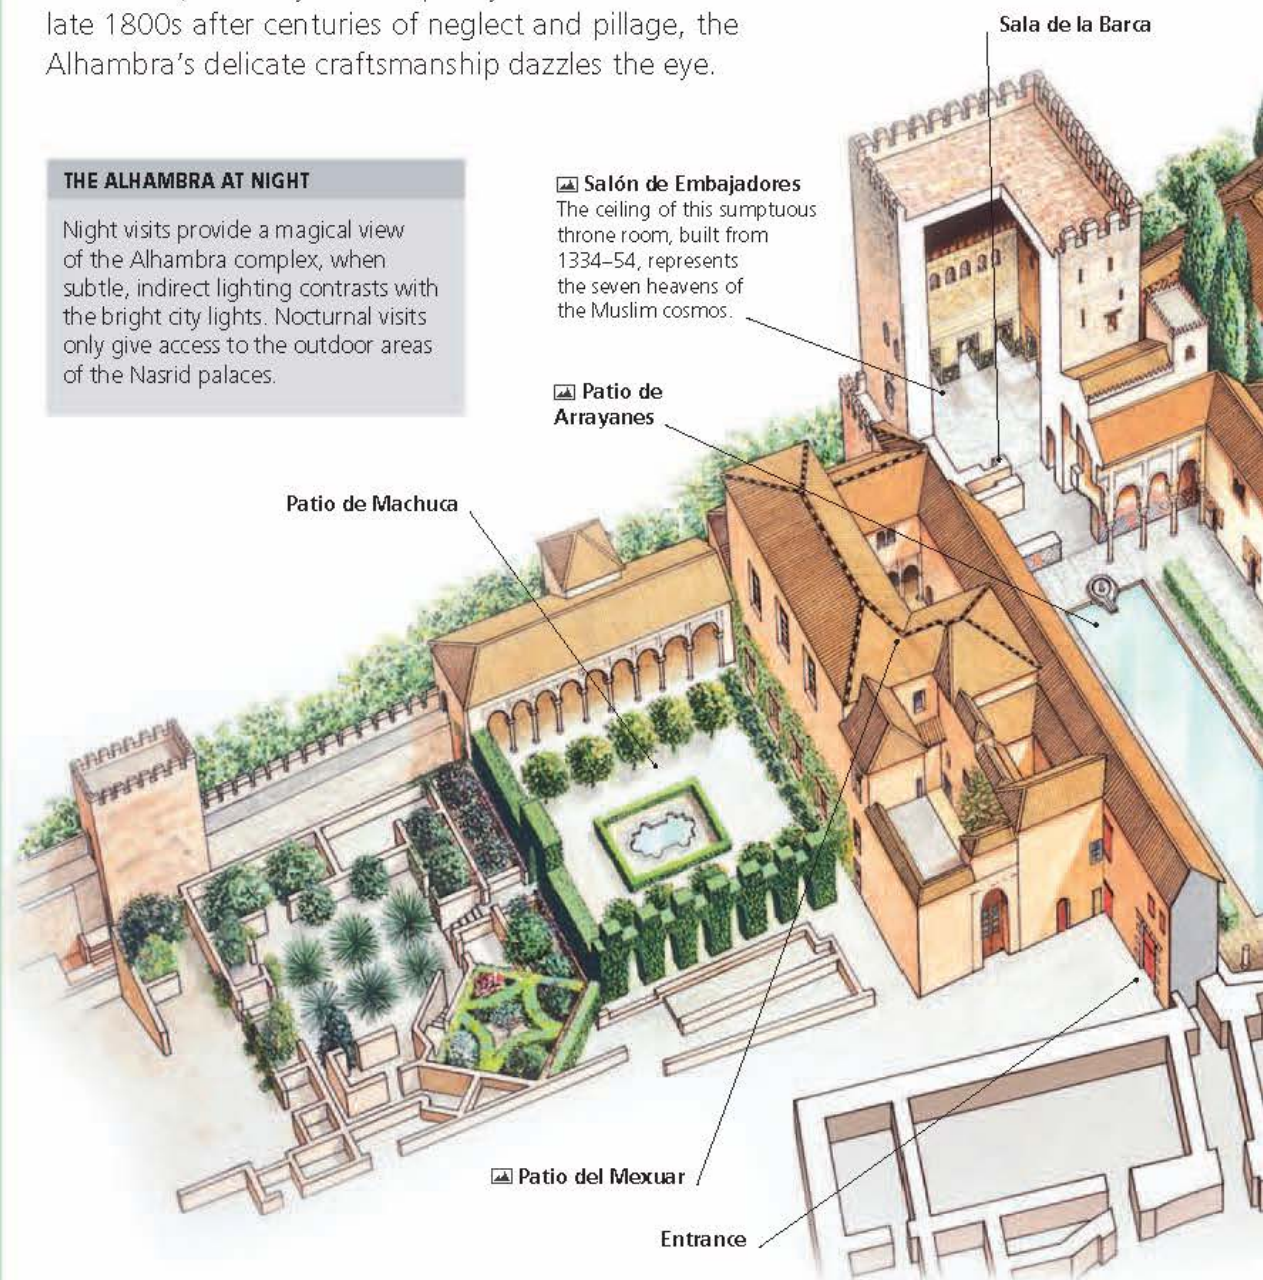 late 1800s after centuries of neglect and pillage, the
Alhambra's delicate craftsmanship dazzles the eye.
Sala de la Barca
THE ALHAMBRA AT NIGHT
Night visits provide a magical view
of the Alhambra complex, when
subtle, indirect lighting contrasts with
the bright city lights. Nocturnal visits
only give access to the outdoor areas
of the Nasrid palaces.
Salón de Embajadores
The ceiling of this sumptuous
throne room, built from
1334–54, represents
the seven heavens of
the Muslim cosmos.
Patio de
Arrayanes
Patio de Machuca
Patio del Mexuar
Entrance